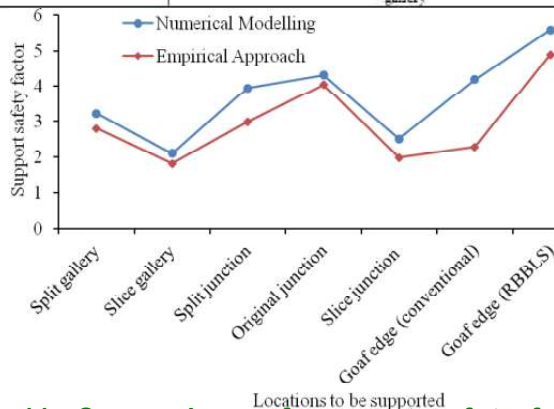 gallery
6
Numerical Modelling
5
Empirical Approach
4
3
2
1
0
Support safety factor
Split gallery
Slice gallery
Split junction
Original junction
Slice junction
Goaf edge (conventional)
Goaf edge (RBBLS)
Locations to be supported